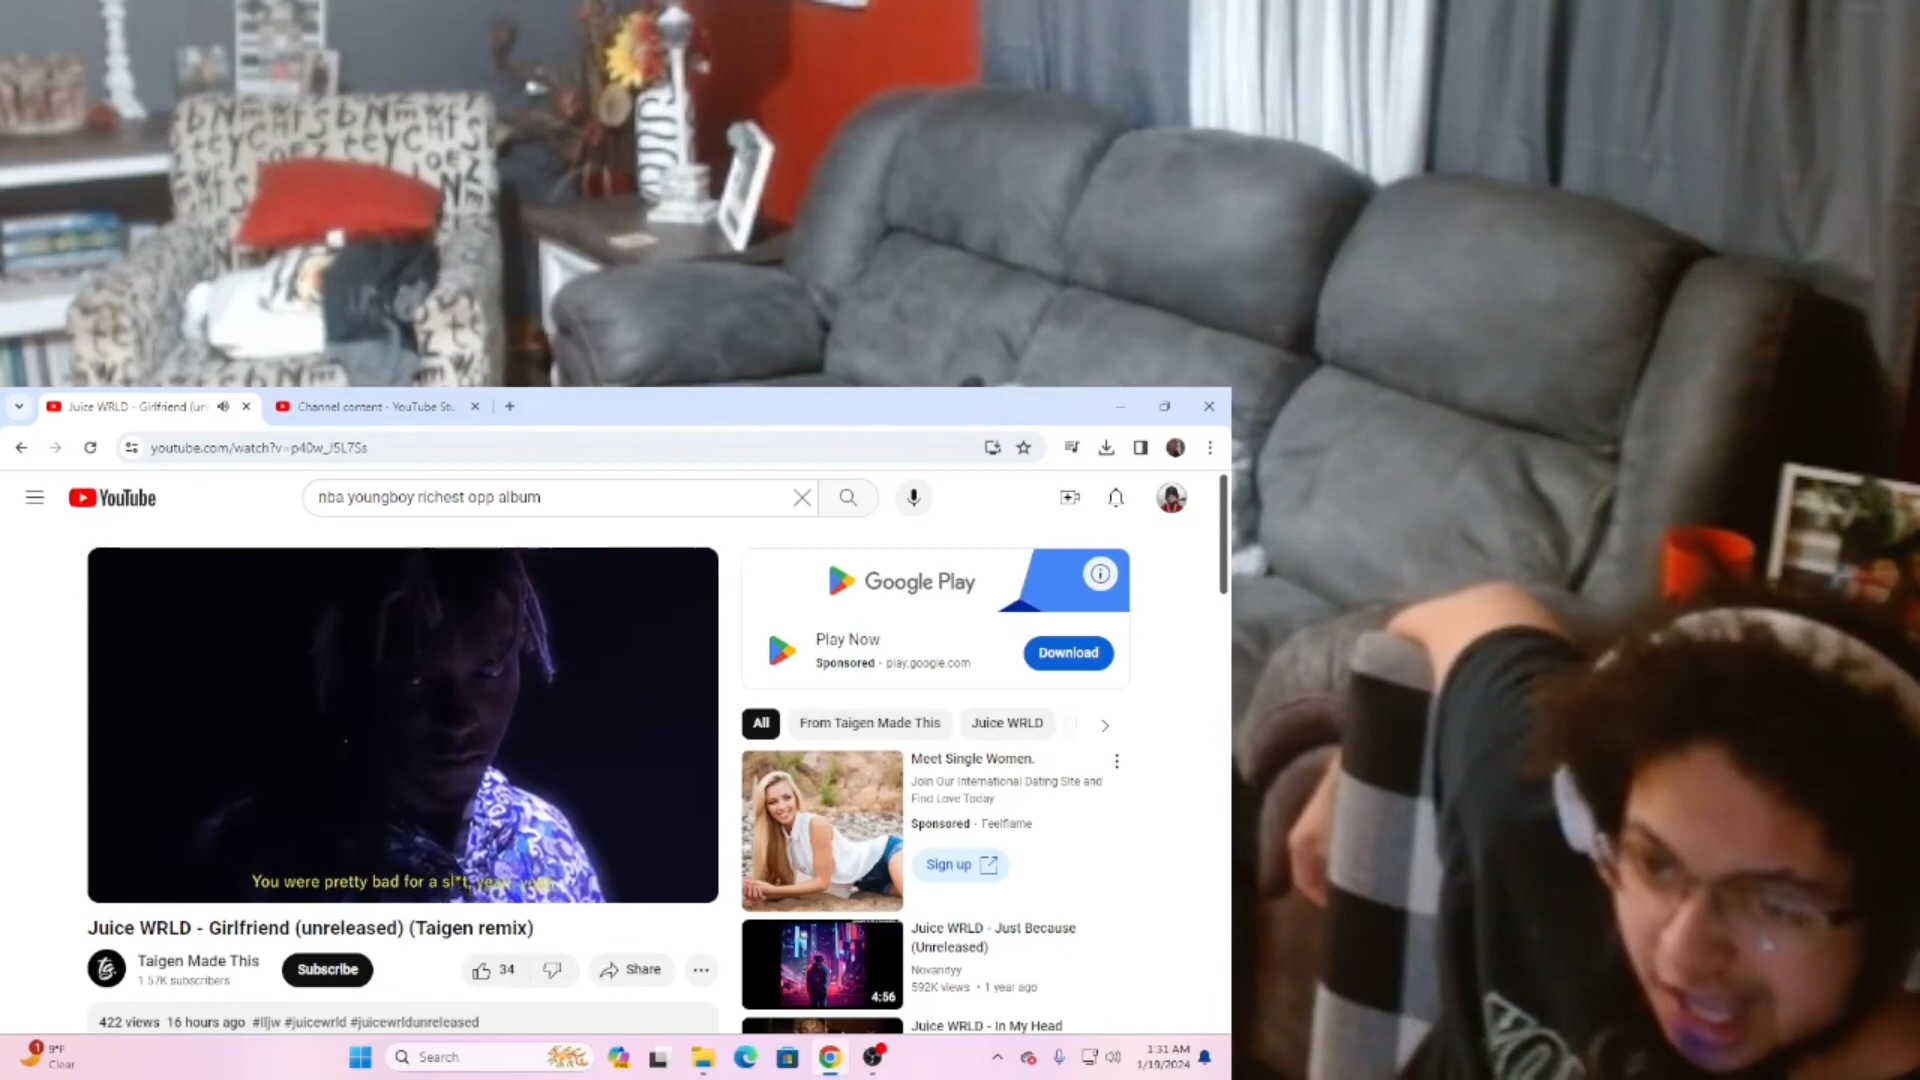 Juice WRLD - Girlfriend (un
Channel content - YouTube Stu
youtube.com/watch?v=p40w_J5L7Ss
YouTube
nba youngboy richest opp album
You were pretty bad for a sl*t, yeah, yeah
Google Play
Play Now
Sponsored · play.google.com
Download
All
From Taigen Made This
Juice WRLD
Meet Single Women.
Join Our International Dating Site and
Find Love Today
Sponsored · Feelflame
Sign up
Juice WRLD - Girlfriend (unreleased) (Taigen remix)
Taigen Made This
1.57K subscribers
Subscribe
34
Share
422 views 16 hours ago #lljw #juicewrld #juicewrldunreleased
Juice WRLD - Just Because
(Unreleased)
Novanityy
592K views • 1 year ago
4:56
Juice WRLD - In My Head
1
9°F
Clear
Search
1:31 AM
1/19/2024